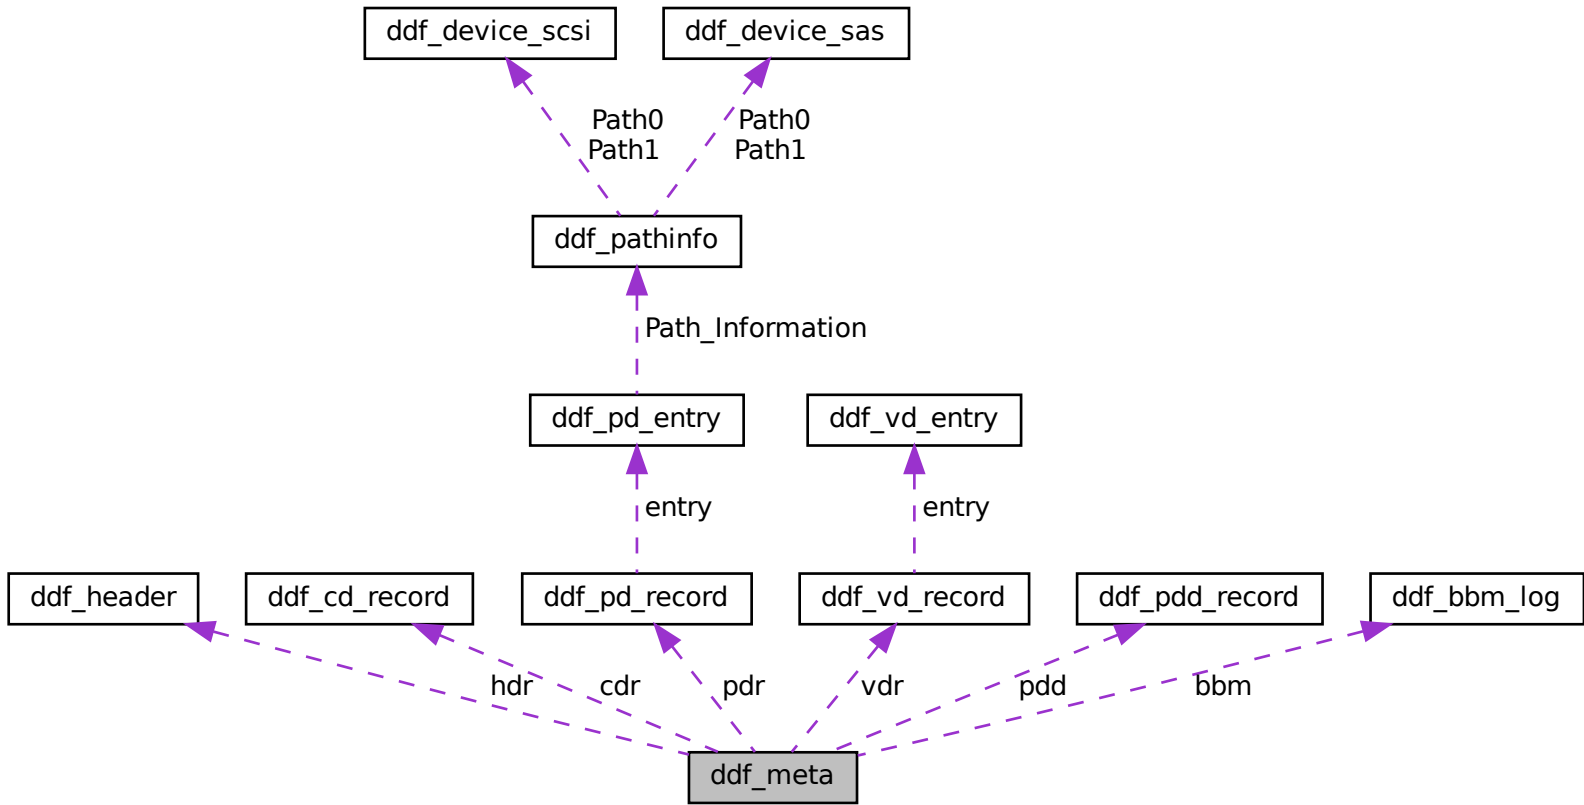 ddf_device_scsi
ddf_device_sas
Path0
Path1
Path0
Path1
ddf_pathinfo
Path_Information
ddf_pd_entry
ddf_vd_entry
entry
entry
ddf_header
ddf_cd_record
ddf_pd_record
ddf_vd_record
ddf_pdd_record
ddf_bbm_log
hdr
cdr
pdr
vdr
pdd
bbm
ddf_meta